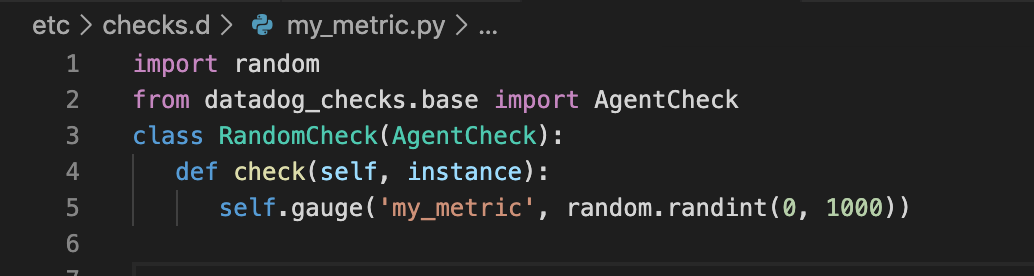 etc > checks.d > my_metric.py > ...
1 import random
2 from datadog_checks.base import AgentCheck
3 class RandomCheck(AgentCheck):
4 def check(self, instance):
5 self.gauge('my_metric', random.randint(0, 1000))
6
7